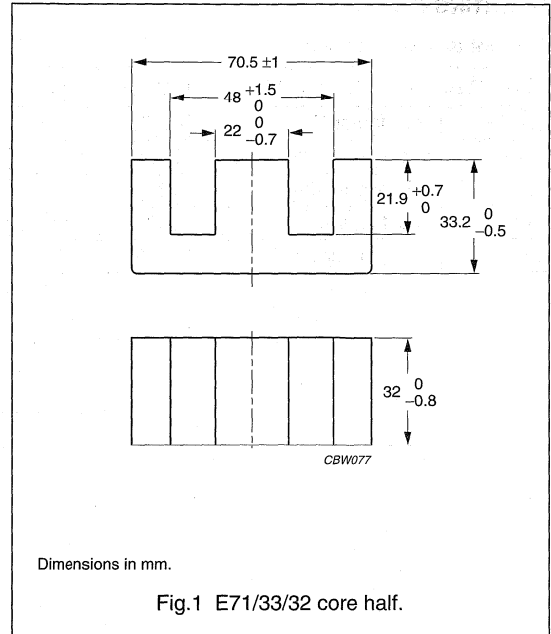 70.5 ±1
48 +1.5 0
22 0 −0.7
21.9 +0.7 0
33.2 0 −0.5
32 0 −0.8
CBW077
Dimensions in mm.
Fig.1 E71/33/32 core half.